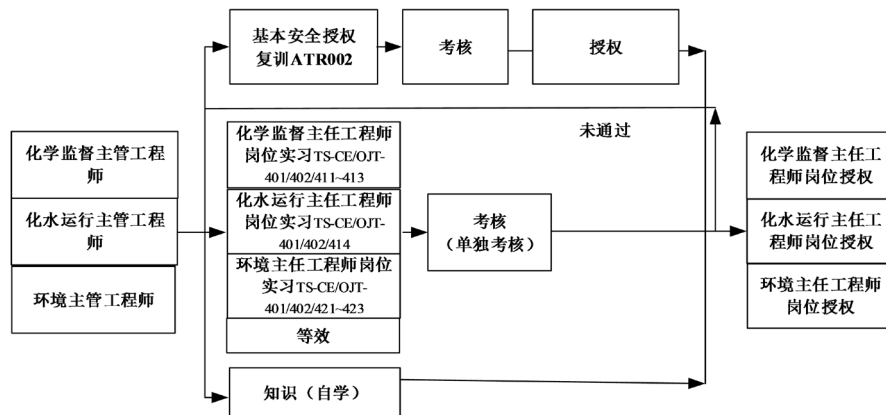 基本安全授权
复训ATR002
考核
授权
未通过
化学监督主管工程
师
化水运行主管工程
师
环境主管工程师
化学监督主任工程师
岗位实习TS-CE/OJT-
401/402/411~413
化水运行主任工程师
岗位实习TS-CE/OJT-
401/402/414
环境主任工程师岗位
实习TS-CE/OJT-
401/402/421~423
等效
考核
（单独考核）
化学监督主任工
程师岗位授权
化水运行主任工
程师岗位授权
环境主任工程师
岗位授权
知识（自学）